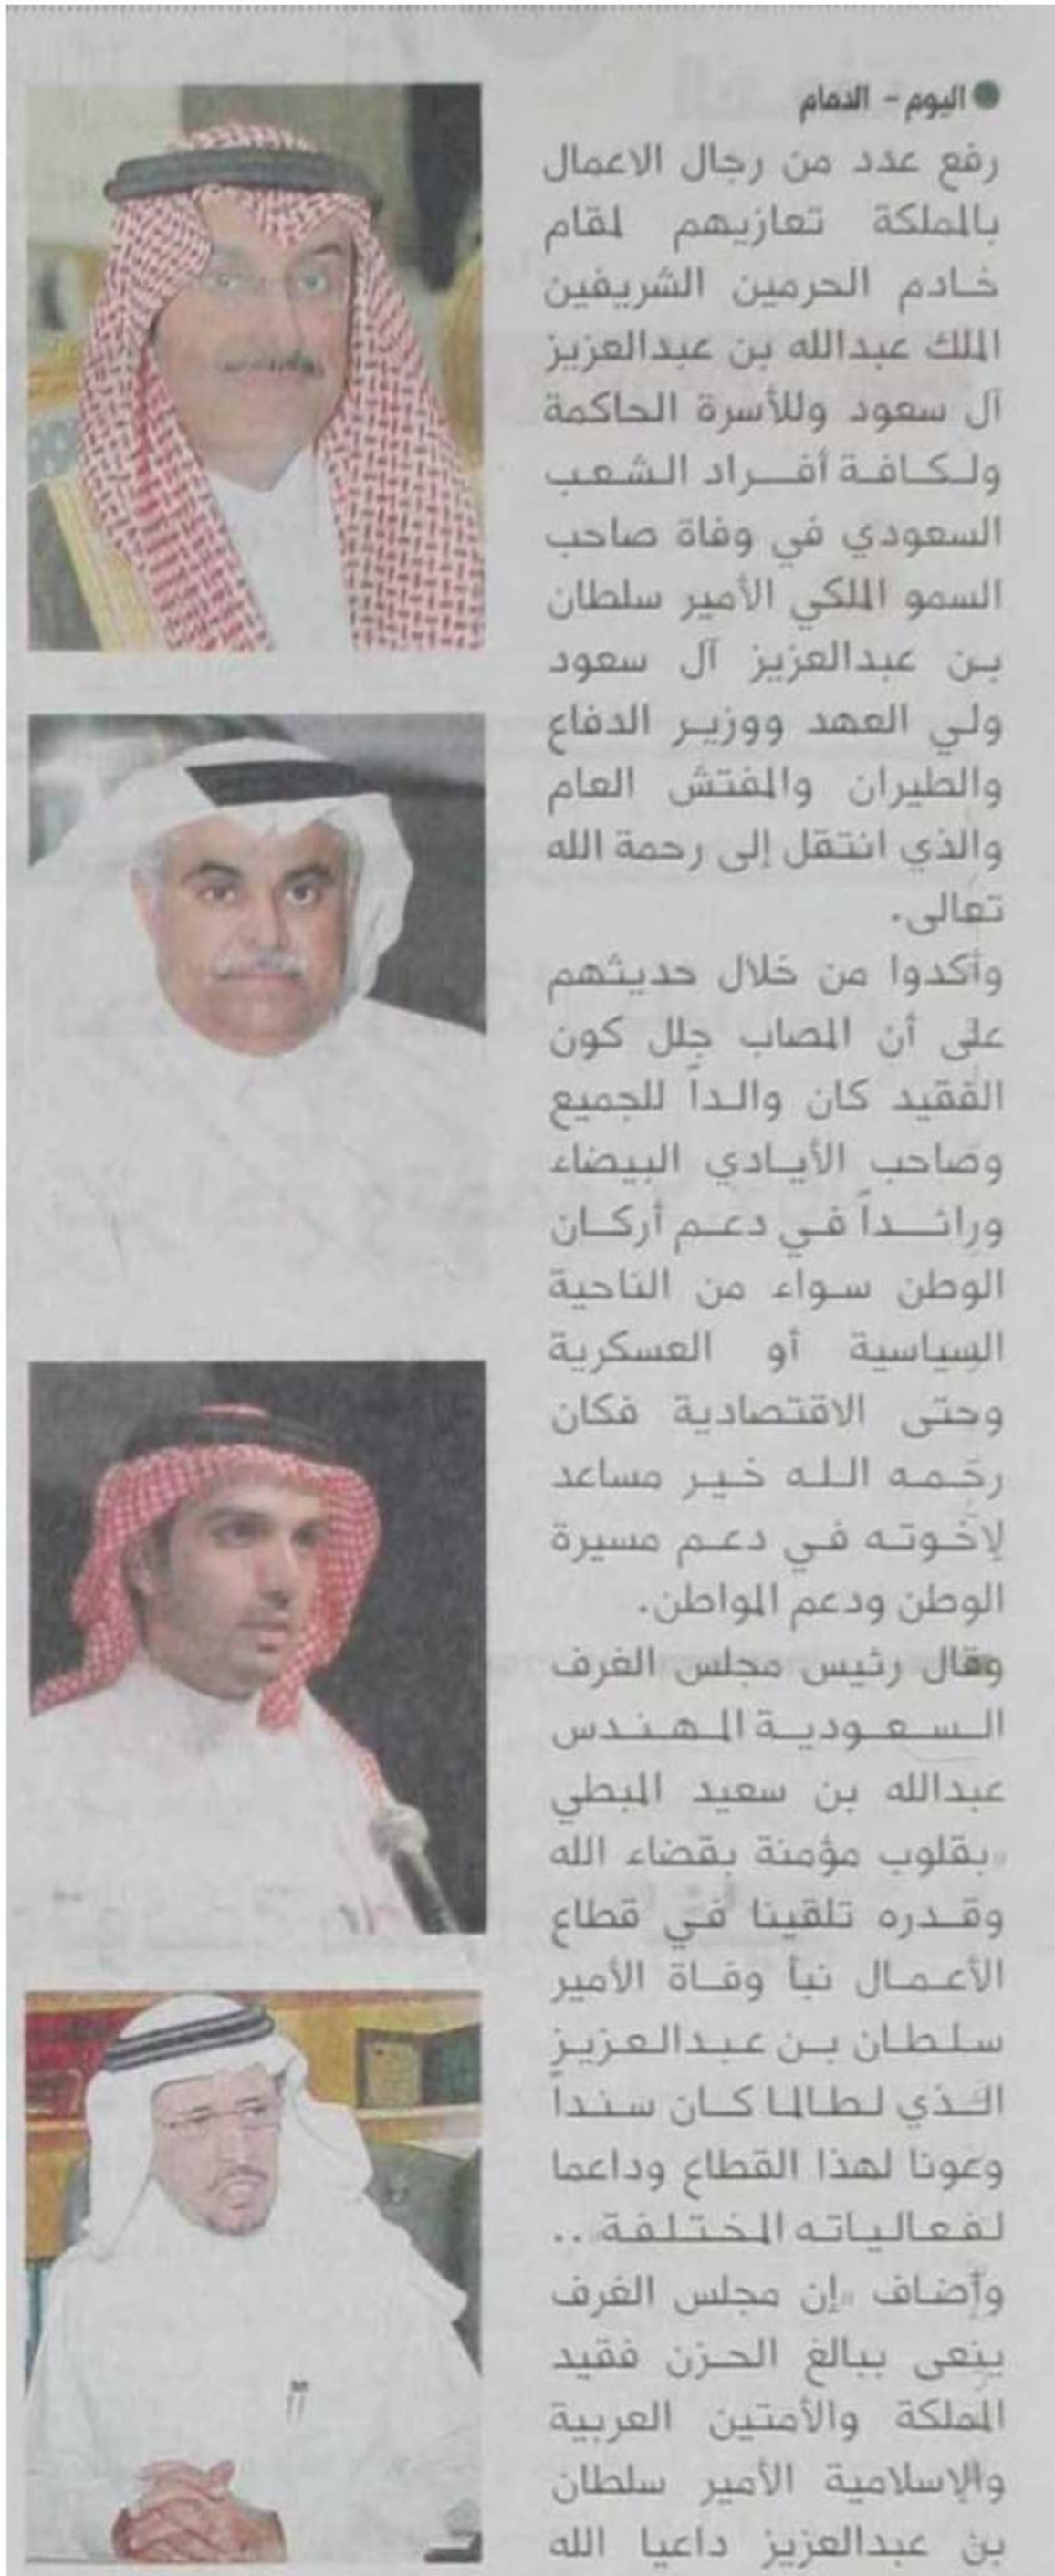 اليوم - الدمام
رفع عدد من رجال الاعمال
بالمملكة تعازيهم لمقام
خادم الحرمين الشريفين
الملك عبدالله بن عبدالعزيز
آل سعود وللأسرة الحاكمة
ولكافة أفراد الشعب
السعودي في وفاة صاحب
السمو الملكي الأمير سلطان
بن عبدالعزيز آل سعود
ولي العهد ووزير الدفاع
والطيران والمفتش العام
والذي انتقل إلى رحمة الله
تعالى.
وأكدوا من خلال حديثهم
على أن المصاب جلل كون
الفقيد كان والداً للجميع
وصاحب الأيادي البيضاء
ورائداً في دعم أركان
الوطن سواء من الناحية
السياسية أو العسكرية
وحتى الاقتصادية فكان
رحمه الله خير مساعد
لإخوته في دعم مسيرة
الوطن ودعم المواطن.
وقال رئيس مجلس الغرف
السعودية المهندس
عبدالله بن سعيد المبطي
«بقلوب مؤمنة بقضاء الله
وقدره تلقينا في قطاع
الأعمال نبأ وفاة الأمير
سلطان بن عبدالعزيز
الذي لطالما كان سنداً
وعونا لهذا القطاع وداعما
لفعالياته المختلفة ..
وأضاف «إن مجلس الغرف
ينعى ببالغ الحزن فقيد
المملكة والأمتين العربية
والإسلامية الأمير سلطان
بن عبدالعزيز داعيا الله